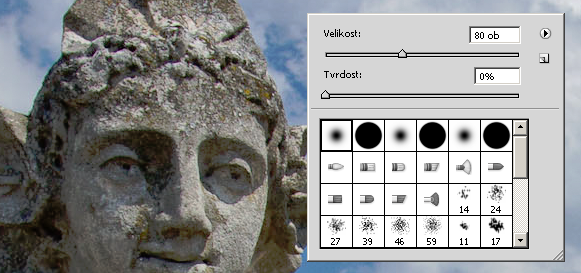 Velikost: 80 ob
Tvrdost: 0%
14 24
27 39 46 59 11 17